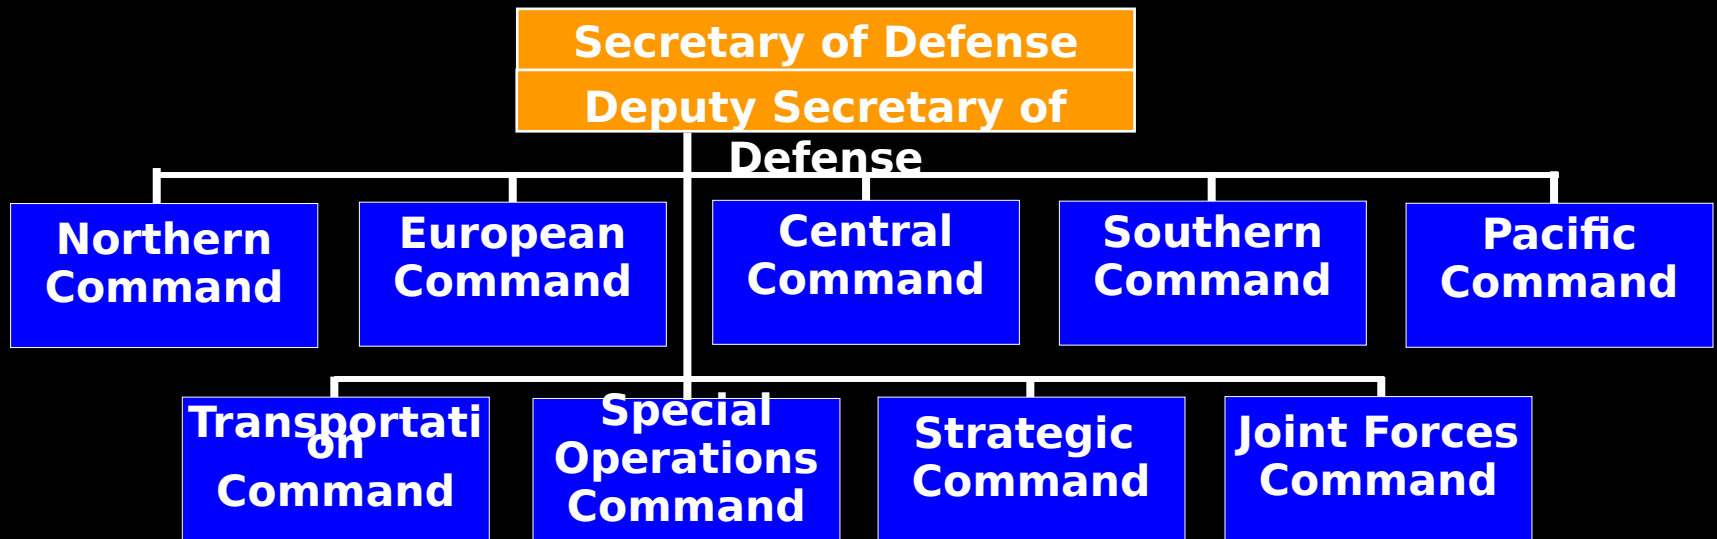 Secretary of Defense
Deputy Secretary of
Defense
Northern
Command
European
Command
Central
Command
Southern
Command
Pacific
Command
Transportati
on
Command
Special
Operations
Command
Strategic
Command
Joint Forces
Command